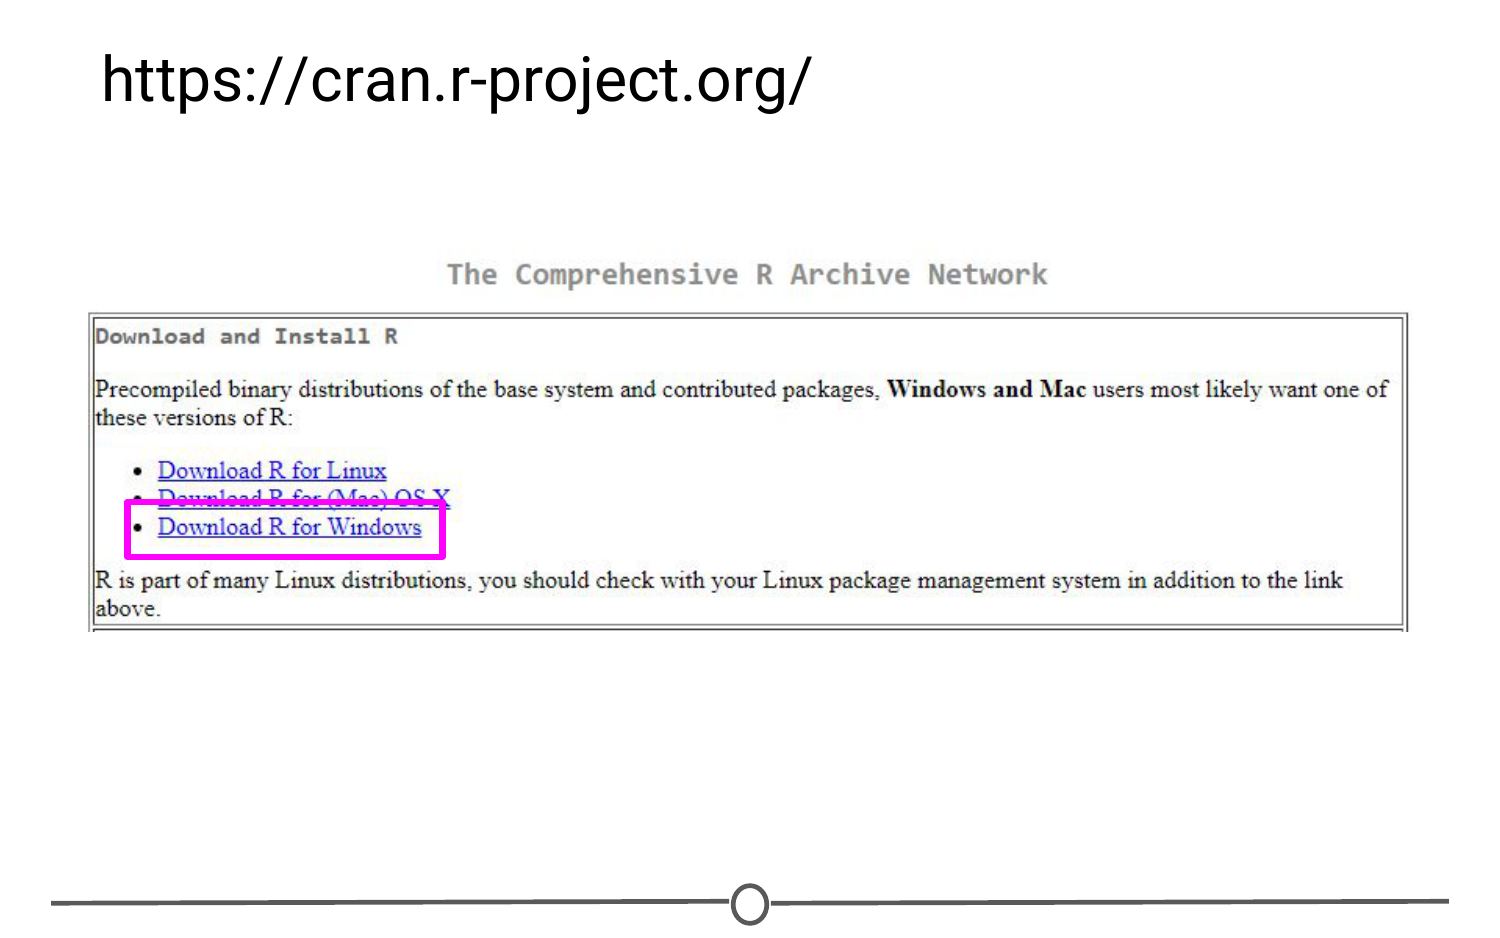 https://cran.r-project.org/
The Comprehensive R Archive Network
Download and Install R
Precompiled binary distributions of the base system and contributed packages, Windows and Mac users most likely want one of
these versions of R:
• Download R for Linux
• Download R for (Mac) OS X
• Download R for Windows
R is part of many Linux distributions, you should check with your Linux package management system in addition to the link
above.